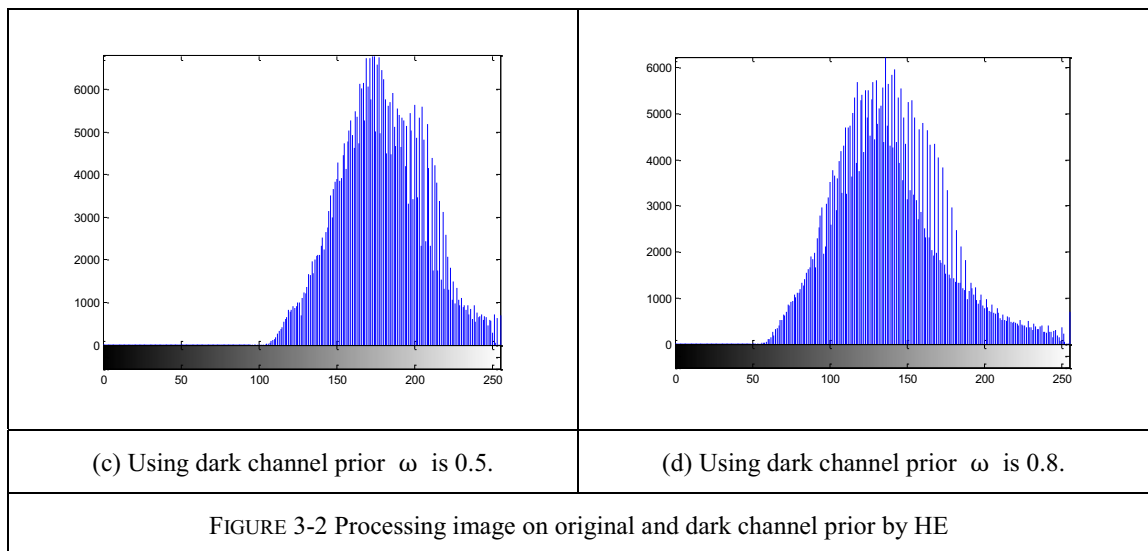 6000
5000
4000
3000
2000
1000
0
0 50 100 150 200 250
6000
5000
4000
3000
2000
1000
0
0 50 100 150 200 250
(c) Using dark channel prior ω is 0.5.
(d) Using dark channel prior ω is 0.8.
FIGURE 3-2 Processing image on original and dark channel prior by HE